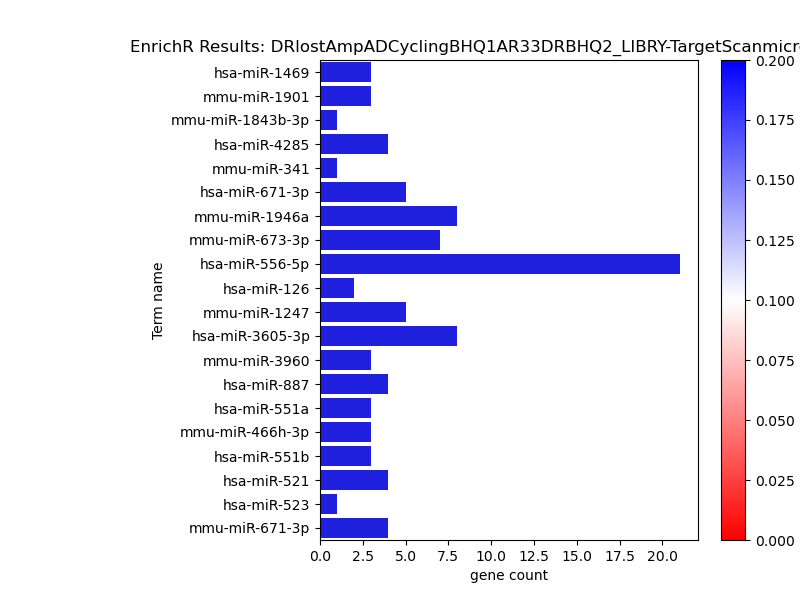 EnrichR Results: DRlostAmpADCyclingBHQ1AR33DRBHQ2_LIBRY-TargetScanmicro
hsa-miR-1469
mmu-miR-1901
mmu-miR-1843b-3p
hsa-miR-4285
mmu-miR-341
hsa-miR-671-3p
mmu-miR-1946a
mmu-miR-673-3p
hsa-miR-556-5p
hsa-miR-126
mmu-miR-1247
hsa-miR-3605-3p
mmu-miR-3960
hsa-miR-887
hsa-miR-551a
mmu-miR-466h-3p
hsa-miR-551b
hsa-miR-521
hsa-miR-523
mmu-miR-671-3p
Term name
0.0 2.5 5.0 7.5 10.0 12.5 15.0 17.5 20.0
gene count
0.200
0.175
0.150
0.125
0.100
0.075
0.050
0.025
0.000